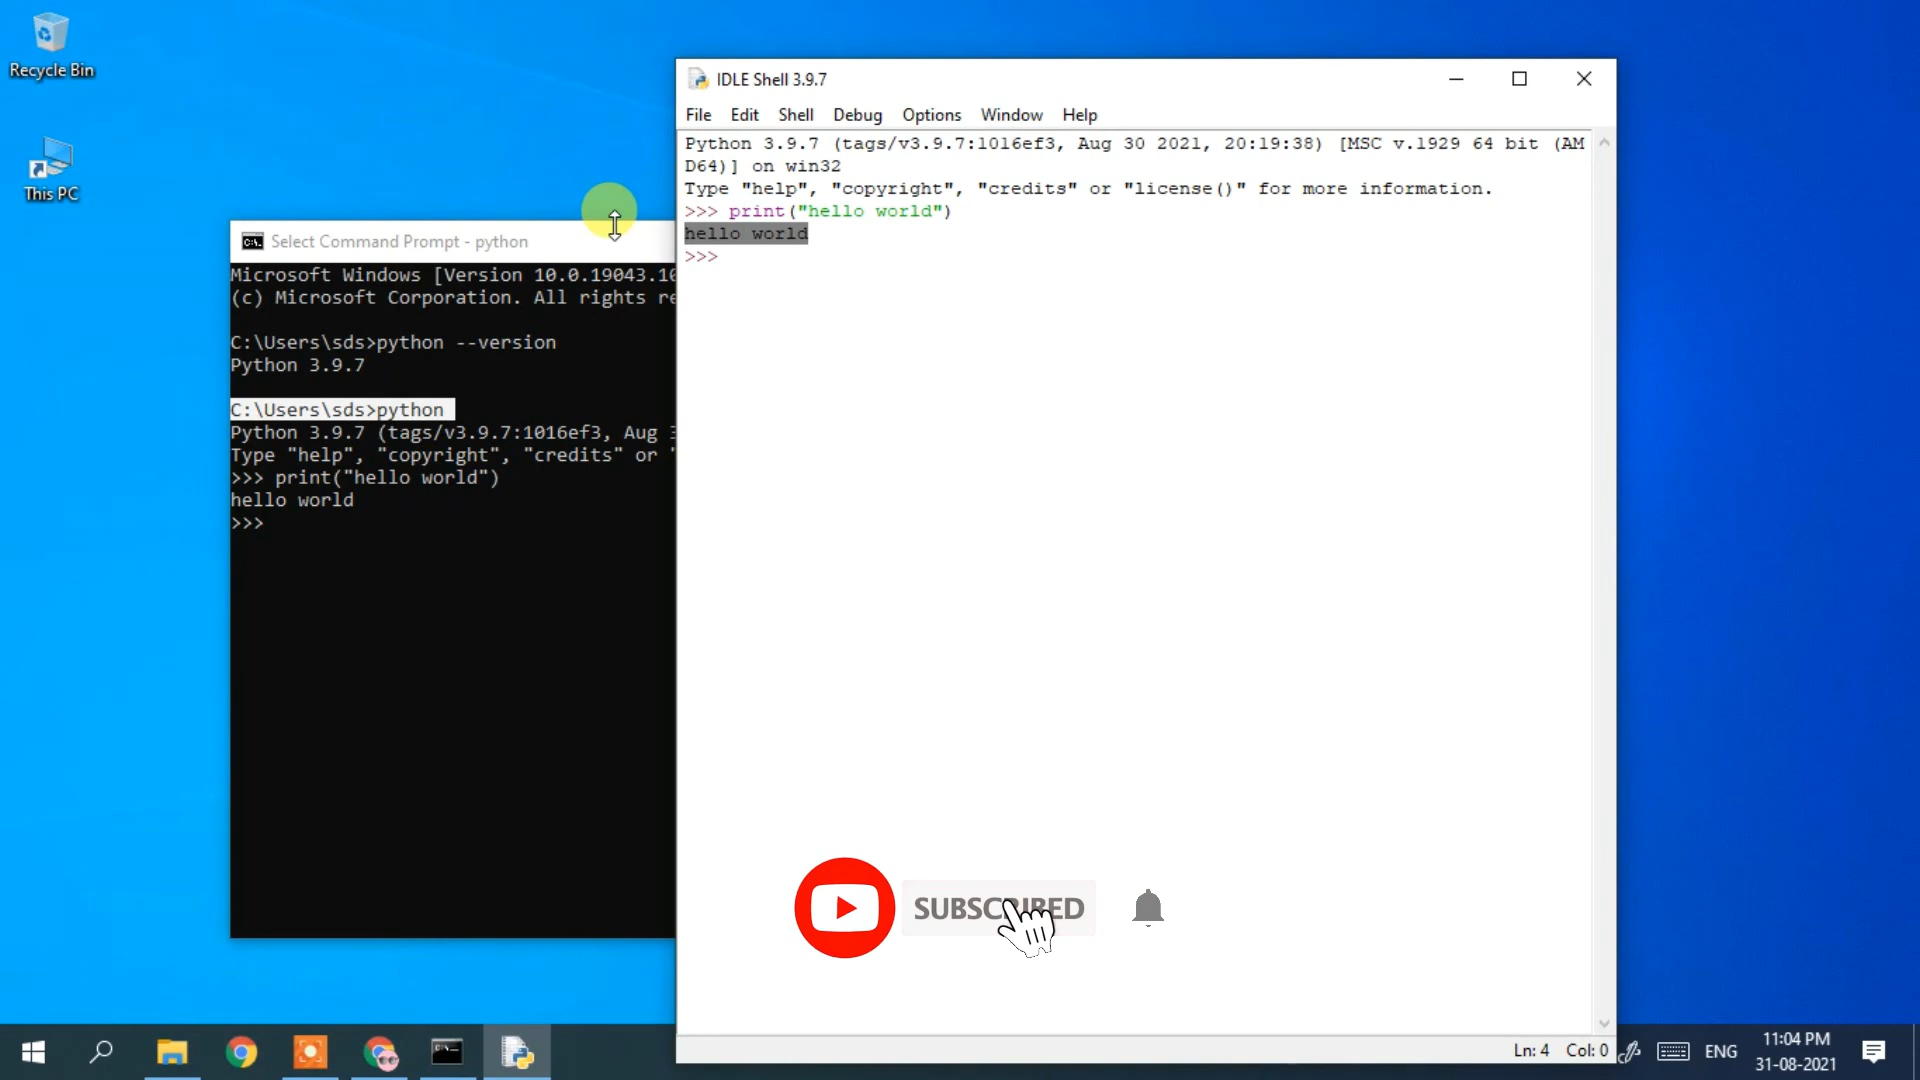 Recycle Bin
This PC
Select Command Prompt - python
Microsoft Windows [Version 10.0.19043.10
(c) Microsoft Corporation. All rights re
C:\Users\sds>python --version
Python 3.9.7
C:\Users\sds>python
Python 3.9.7 (tags/v3.9.7:1016ef3, Aug 3
Type "help", "copyright", "credits" or "
>>> print("hello world")
hello world
>>>
IDLE Shell 3.9.7
File Edit Shell Debug Options Window Help
Python 3.9.7 (tags/v3.9.7:1016ef3, Aug 30 2021, 20:19:38) [MSC v.1929 64 bit (AM
D64)] on win32
Type "help", "copyright", "credits" or "license()" for more information.
>>> print("hello world")
hello world
>>>
SUBSCRIBED
Ln: 4 Col: 0
ENG
11:04 PM
31-08-2021